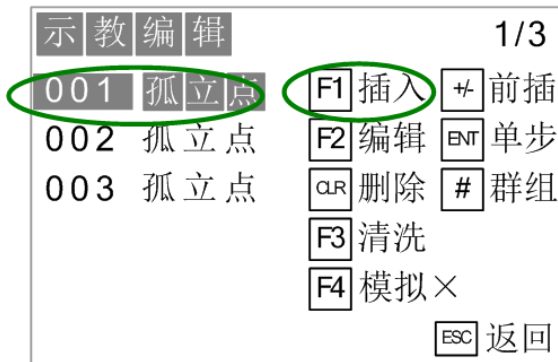 示教编辑 1/3
001 孤立点 F1 插入 +/- 前插
002 孤立点 F2 编辑 ENT 单步
003 孤立点 CLR 删除 # 群组
F3 清洗
F4 模拟×
ESC 返回